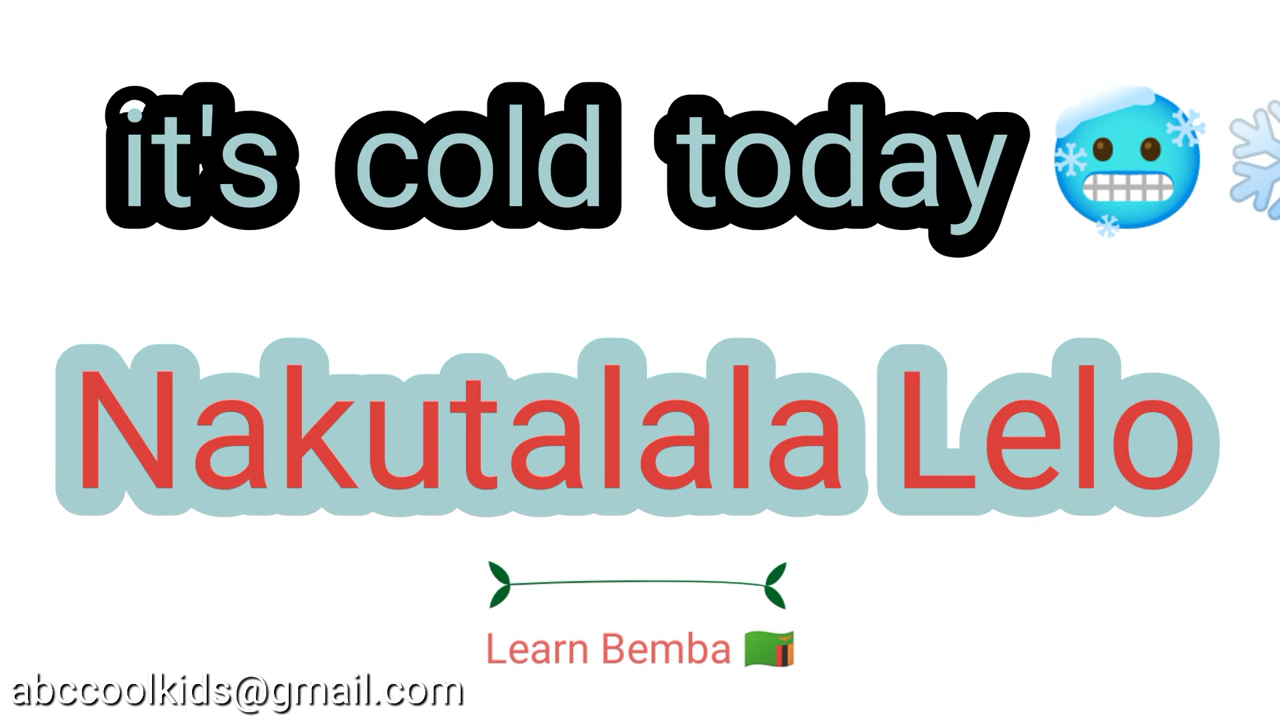 it's cold today 🥶 ❄
Nakutalala Lelo
Learn Bemba 🇿🇲
abccoolkids@gmail.com